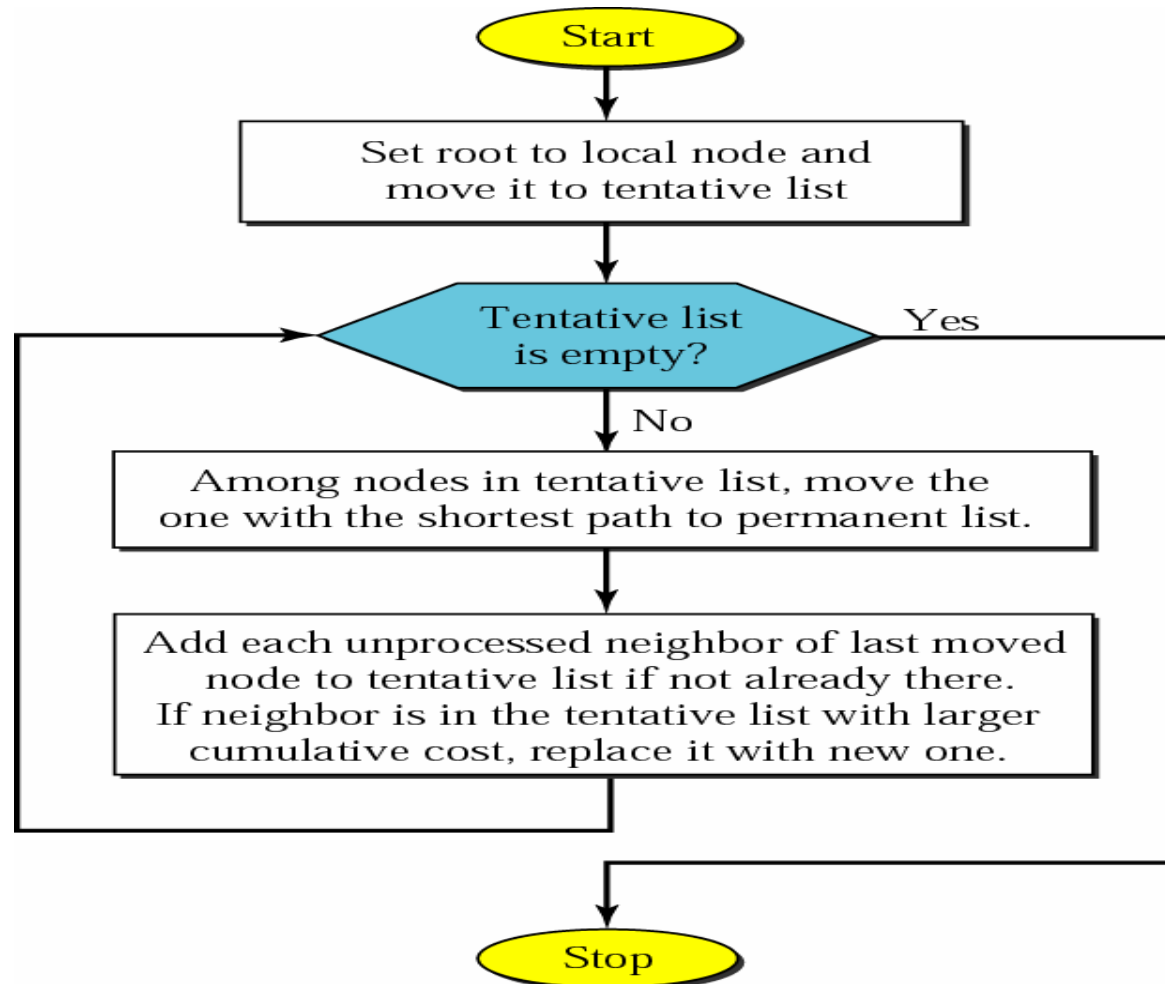 Start
Set root to local node and
move it to tentative list
Tentative list
is empty?
Yes
No
Among nodes in tentative list, move the
one with the shortest path to permanent list.
Add each unprocessed neighbor of last moved
node to tentative list if not already there.
If neighbor is in the tentative list with larger
cumulative cost, replace it with new one.
Stop